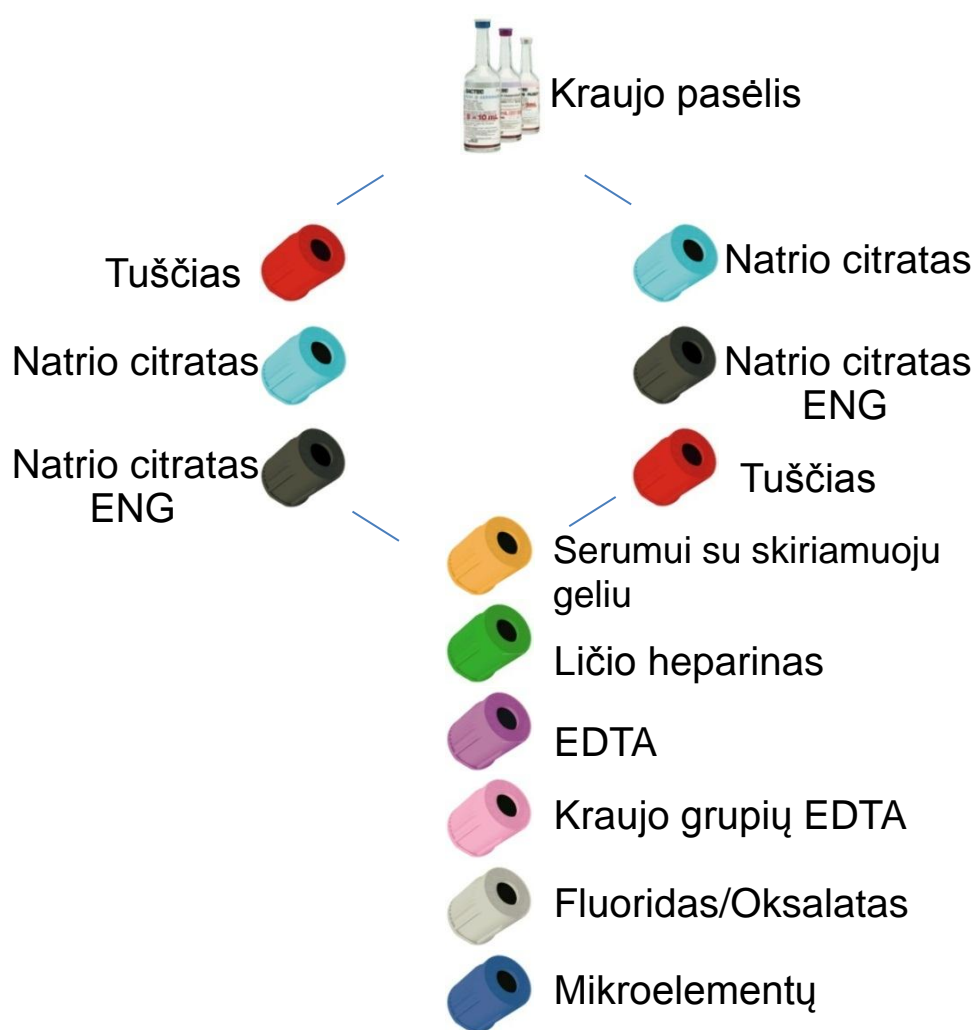 Kraujo pasėlis
Tuščias
Natrio citratas
Natrio citratas
ENG
Natrio citratas
Natrio citratas
ENG
Tuščias
Serumui su skiriamuoju
geliu
Ličio heparinas
EDTA
Kraujo grupių EDTA
Fluoridas/Oksalatas
Mikroelementų